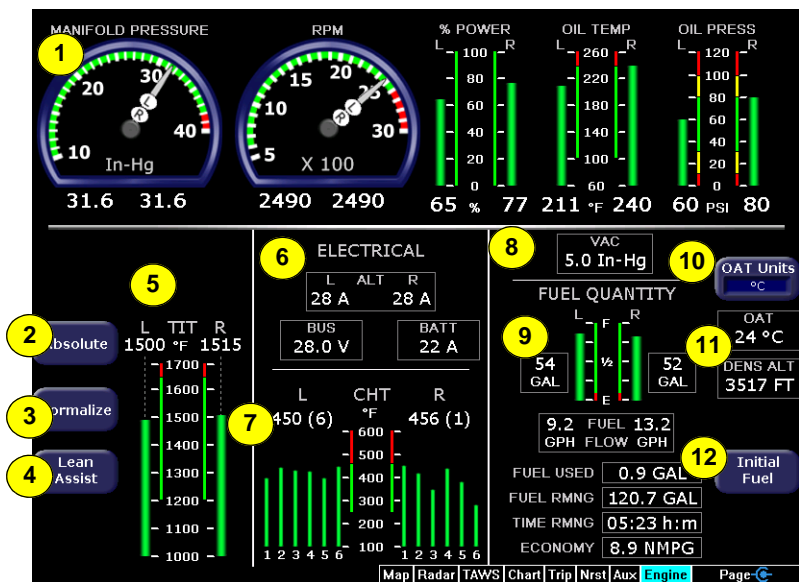 MANIFOLD PRESSURE
RPM
% POWER
OIL TEMP
OIL PRESS
1
10 20 30 40
In-Hg
L
R
31.6 31.6
5 10 15 20 25 30
X 100
L
R
2490 2490
L R
100
80
60
40
20
0
65 % 77
L R
260
220
180
140
100
60
211 °F 240
L R
120
100
80
60
40
20
0
60 PSI 80
5
2
Absolute
3
Normalize
4
Lean
Assist
L TIT R
1500 °F 1515
1700
1600
1500
1400
1300
1200
1100
1000
6
ELECTRICAL
L ALT R
28 A 28 A
BUS
28.0 V
BATT
22 A
7
L CHT R
450 (6) °F 456 (1)
600
500
400
300
200
100
1 2 3 4 5 6 1 2 3 4 5 6
8
VAC
5.0 In-Hg
FUEL QUANTITY
9
L R
F
½
E
54
GAL
52
GAL
9.2 FUEL 13.2
GPH FLOW GPH
FUEL USED 0.9 GAL
FUEL RMNG 120.7 GAL
TIME RMNG 05:23 h:m
ECONOMY 8.9 NMPG
10
OAT Units
°C
11
OAT
24 °C
DENS ALT
3517 FT
12
Initial
Fuel
Map Radar TAWS Chart Trip Nrst Aux Engine Page